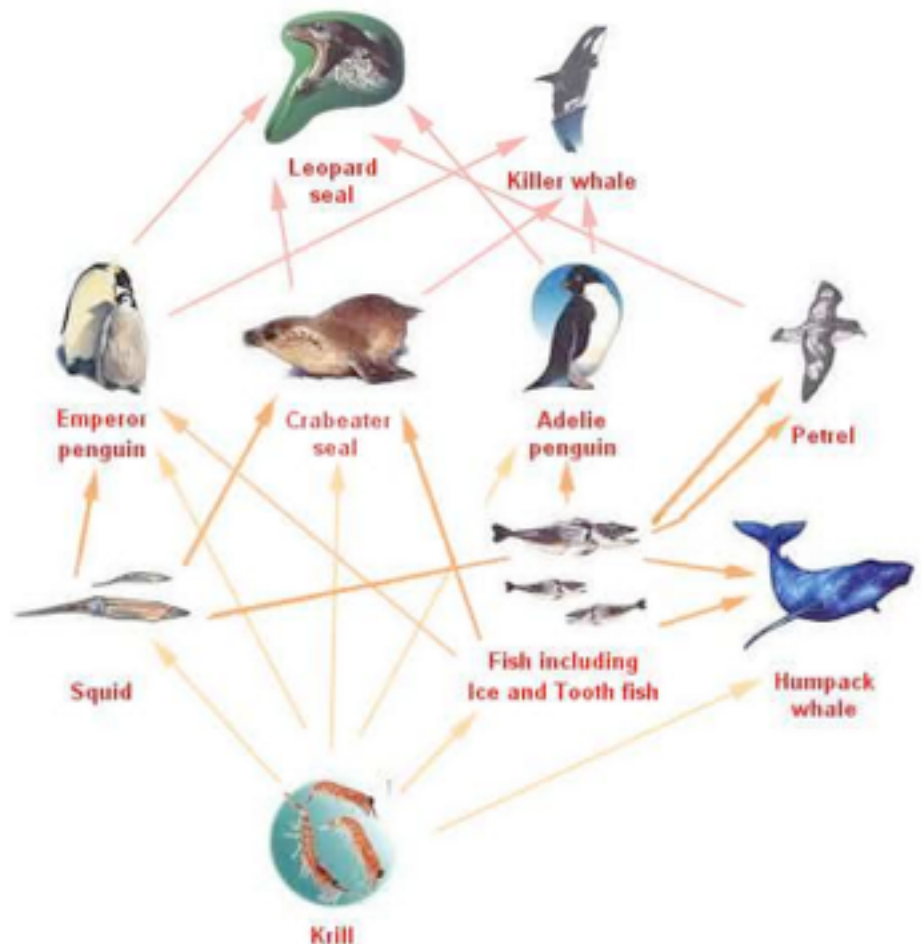 Leopard
seal
Killer whale
Emperor
penguin
Crabeater
seal
Adelie
penguin
Petrel
Squid
Fish including
Ice and Tooth fish
Humpack
whale
Krill